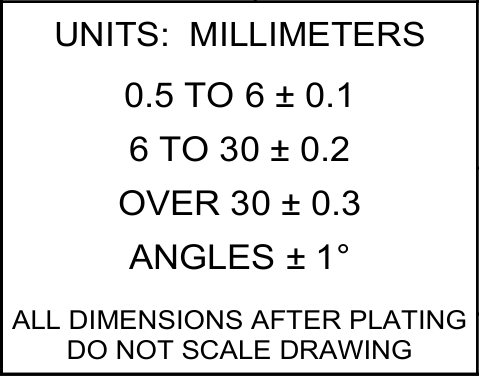 UNITS: MILLIMETERS
0.5 TO 6 ± 0.1
6 TO 30 ± 0.2
OVER 30 ± 0.3
ANGLES ± 1°
ALL DIMENSIONS AFTER PLATING
DO NOT SCALE DRAWING